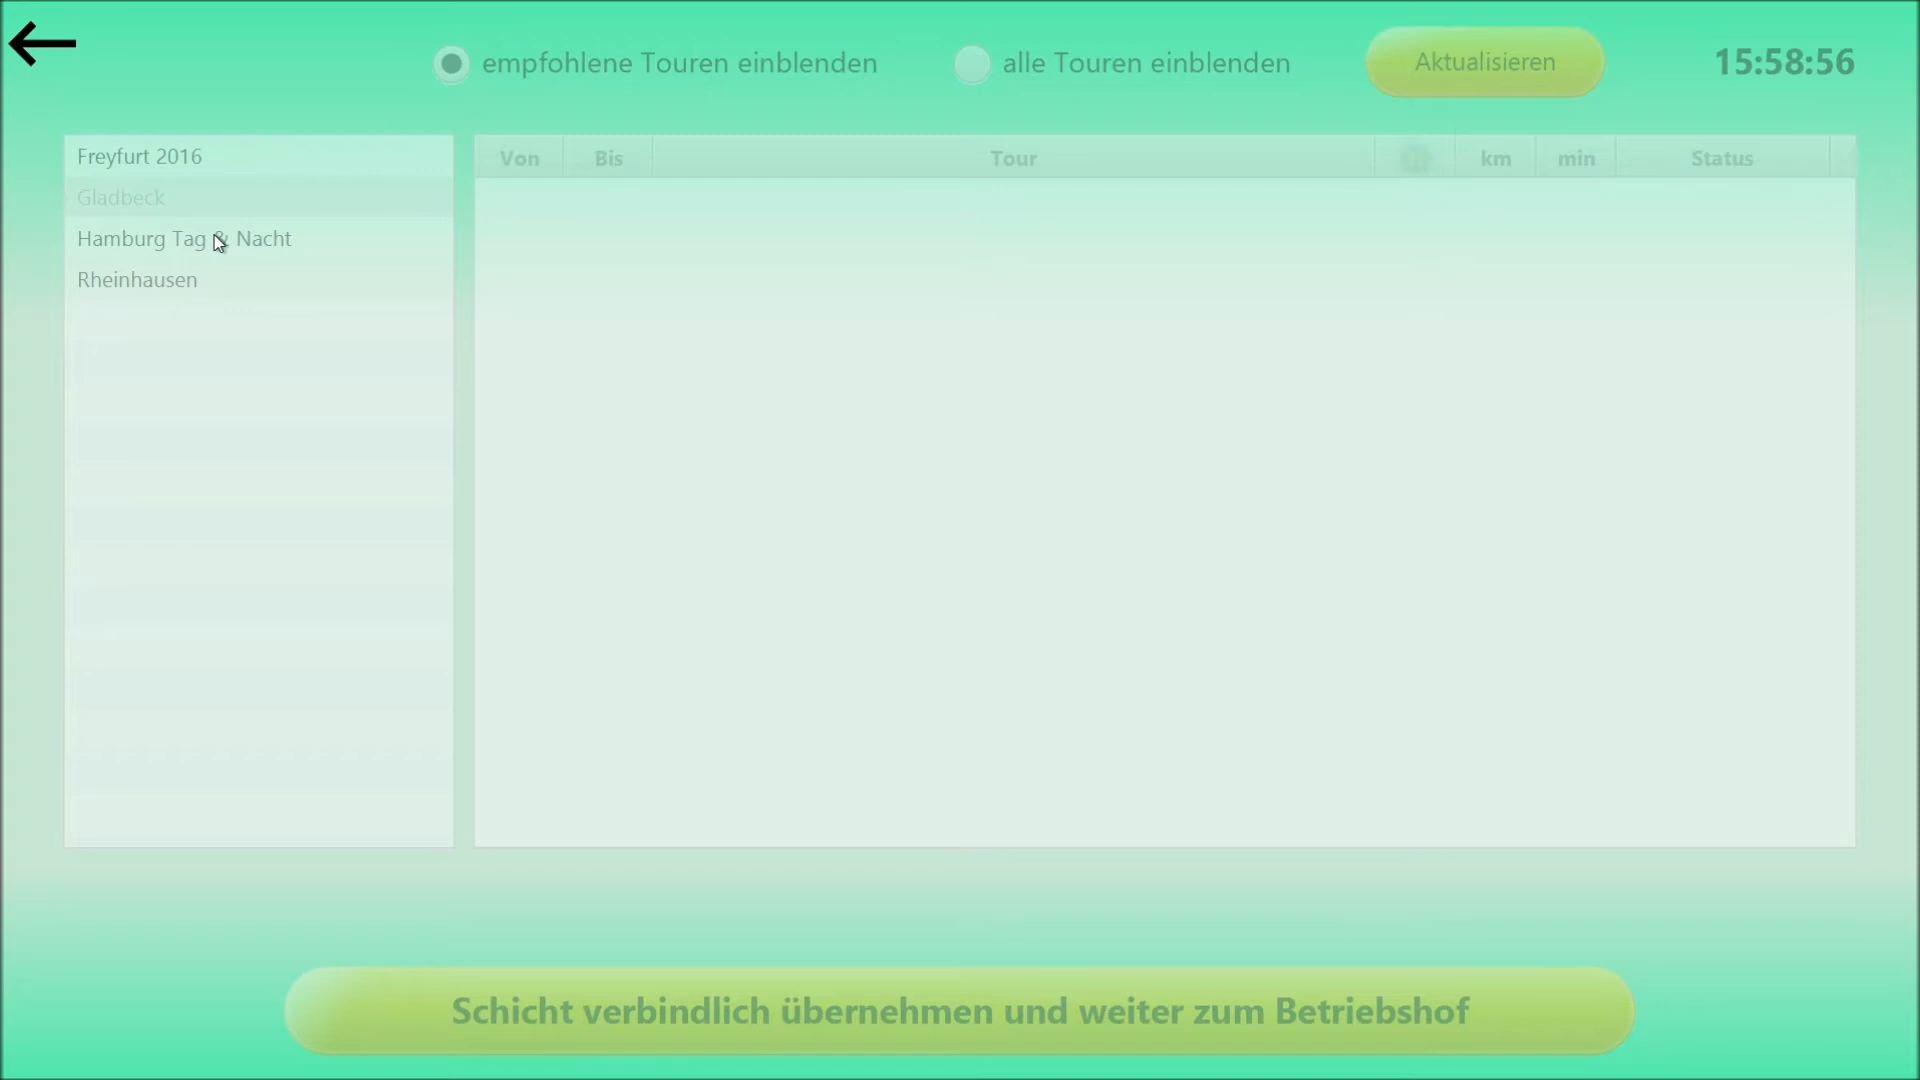 empfohlene Touren einblenden
alle Touren einblenden
Aktualisieren
15:58:56
Freyfurt 2016
Gladbeck
Hamburg Tag & Nacht
Rheinhausen
Von Bis Tour km min Status
Schicht verbindlich übernehmen und weiter zum Betriebshof